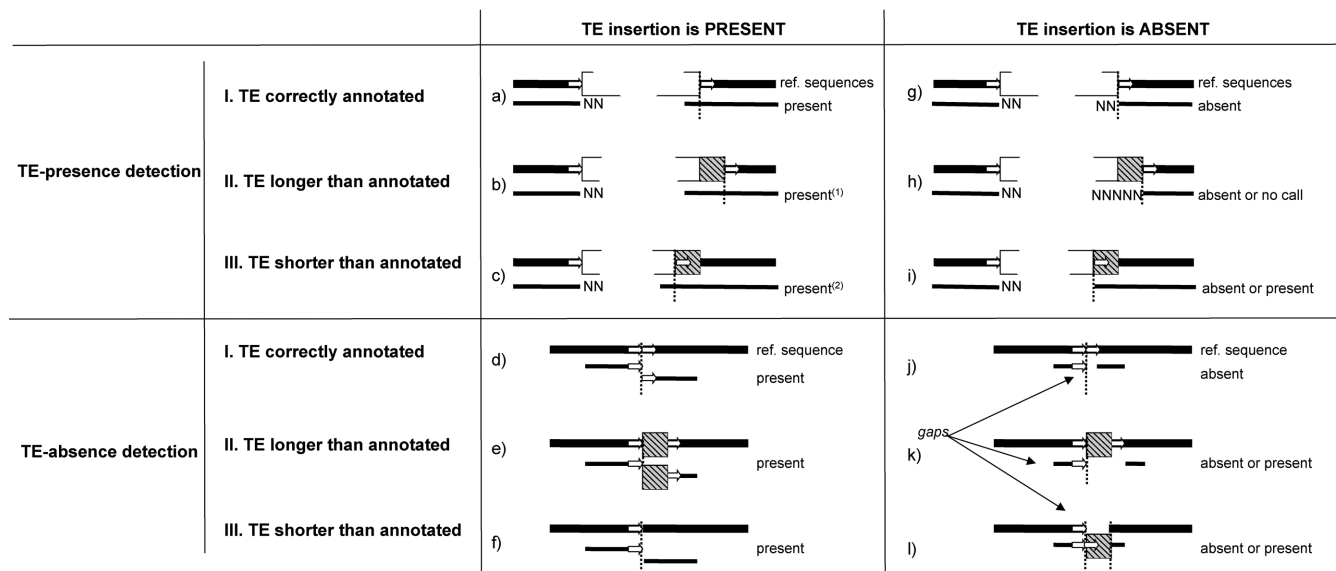 TE insertion is PRESENT
TE insertion is ABSENT
TE-presence detection
I. TE correctly annotated
a)
ref. sequences
NN
present
g)
ref. sequences
NN
NN
absent
II. TE longer than annotated
b)
NN
present(1)
h)
NN
NNNNN
absent or no call
III. TE shorter than annotated
c)
NN
present(2)
i)
NN
absent or present
TE-absence detection
I. TE correctly annotated
d)
ref. sequence
present
j)
ref. sequence
absent
gaps
II. TE longer than annotated
e)
present
k)
absent or present
III. TE shorter than annotated
f)
present
l)
absent or present